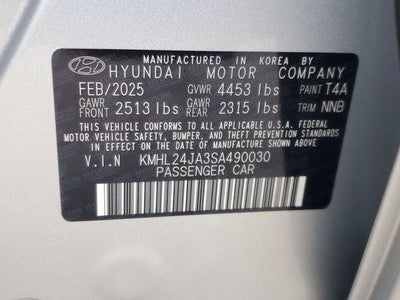 MANUFACTURED IN KOREA BY
HYUNDAI MOTOR COMPANY
FEB/2025 GVWR 4453 lbs PAINT T4A
GAWR FRONT 2513 lbs GAWR REAR 2315 lbs TRIM NNB
THIS VEHICLE CONFORMS TO ALL APPLICABLE U.S.A. FEDERAL
MOTOR VEHICLE SAFETY, BUMPER, AND THEFT PREVENTION STANDARDS
IN EFFECT ON THE DATE OF MANUFACTURE SHOWN ABOVE
V.I.N KMHL24JA3SA490030
PASSENGER CAR